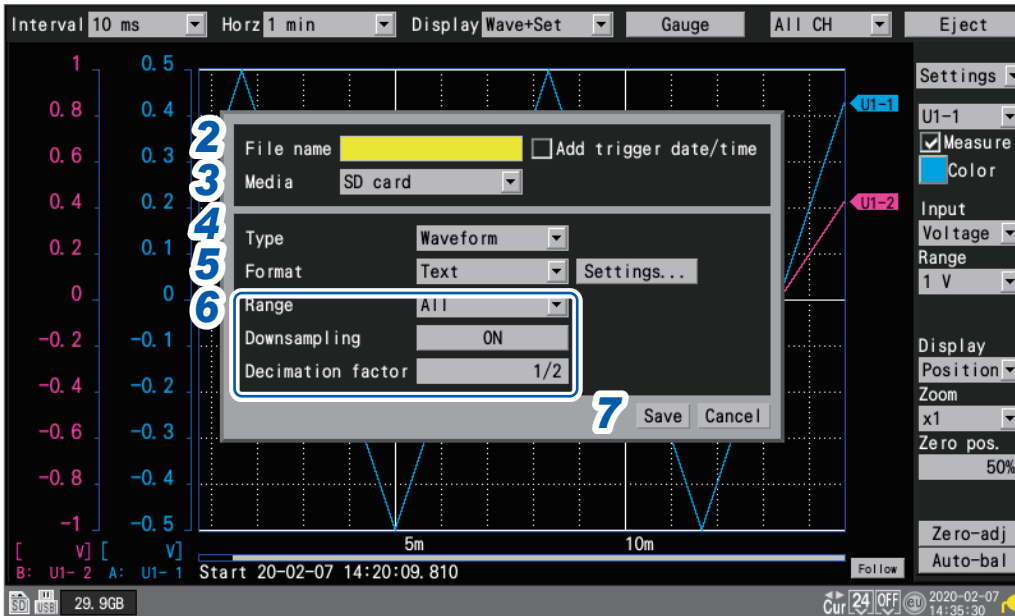 Interval 10 ms Horz 1 min Display Wave+Set Gauge All CH Eject
1 0.5
0.8 0.4
0.6 0.3
0.4 0.2
0.2 0.1
0 0
-0.2 -0.1
-0.4 -0.2
-0.6 -0.3
-0.8 -0.4
-1 -0.5
[ V] [ V]
B: U1- 2 A: U1- 1
2 File name Add trigger date/time
3 Media SD card
4 Type Waveform
5 Format Text Settings...
6 Range All
Downsampling ON
Decimation factor 1/2
7 Save Cancel
U1-1
U1-2
5m 10m
Start 20-02-07 14:20:09.810
Follow
Settings
U1-1
Measure
Color
Input
Voltage
Range
1 V
Display
Position
Zoom
x1
Zero pos.
50%
Zero-adj
Auto-bal
SD USB 29.9GB
Cur 24 OFF au 2020-02-07
14:35:30